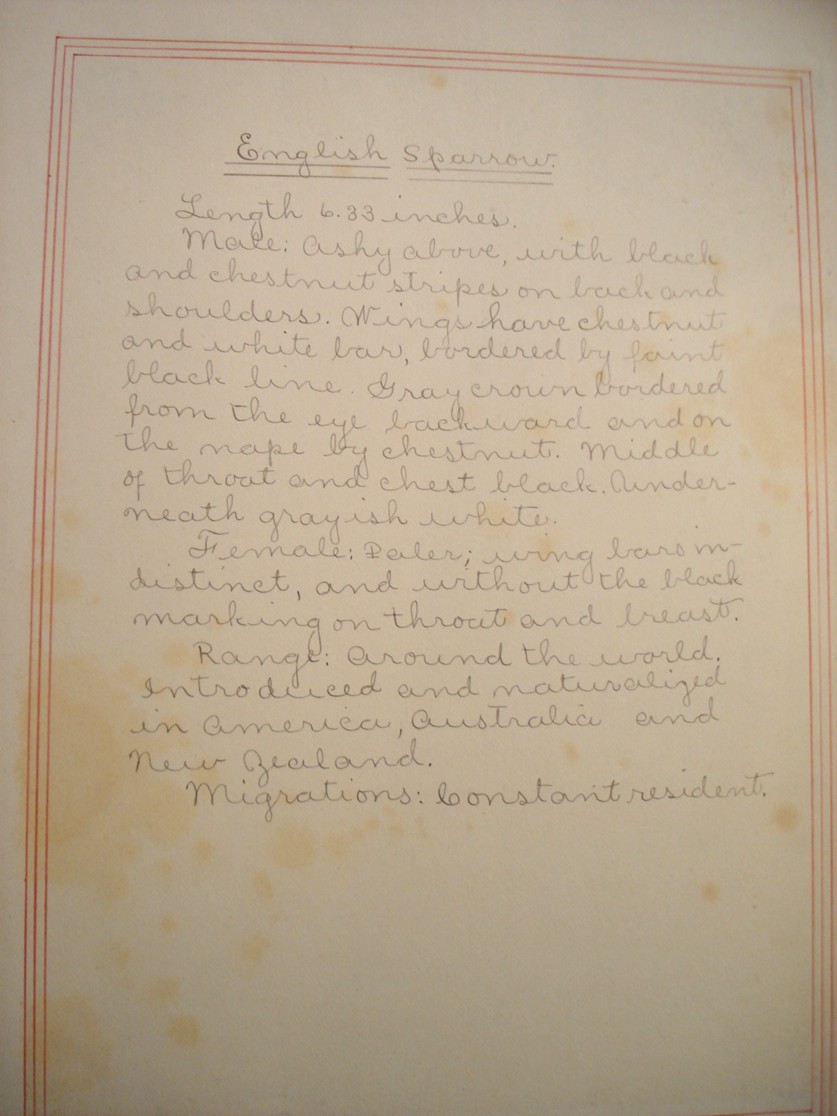 English Sparrow.
Length 6.33 inches.
Male: Ashy above, with black
and chestnut stripes on back and
shoulders. Wings have chestnut
and white bar, bordered by faint
black line. Gray crown bordered
from the eye backward and on
the nape by chestnut. Middle
of throat and chest black. Under-
neath grayish white.
Female: Paler; wing bars in-
distinct, and without the black
marking on throat and breast.
Range: Around the world.
Introduced and naturalized
in America, Australia and
New Zealand.
Migrations: Constant resident.